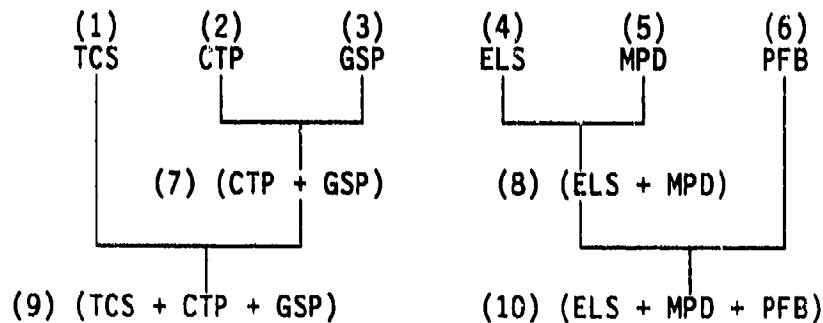 (1) (2) (3) (4) (5) (6)
TCS CTP GSP ELS MPD PFB
(7) (CTP + GSP) (8) (ELS + MPD)
(9) (TCS + CTP + GSP) (10) (ELS + MPD + PFB)